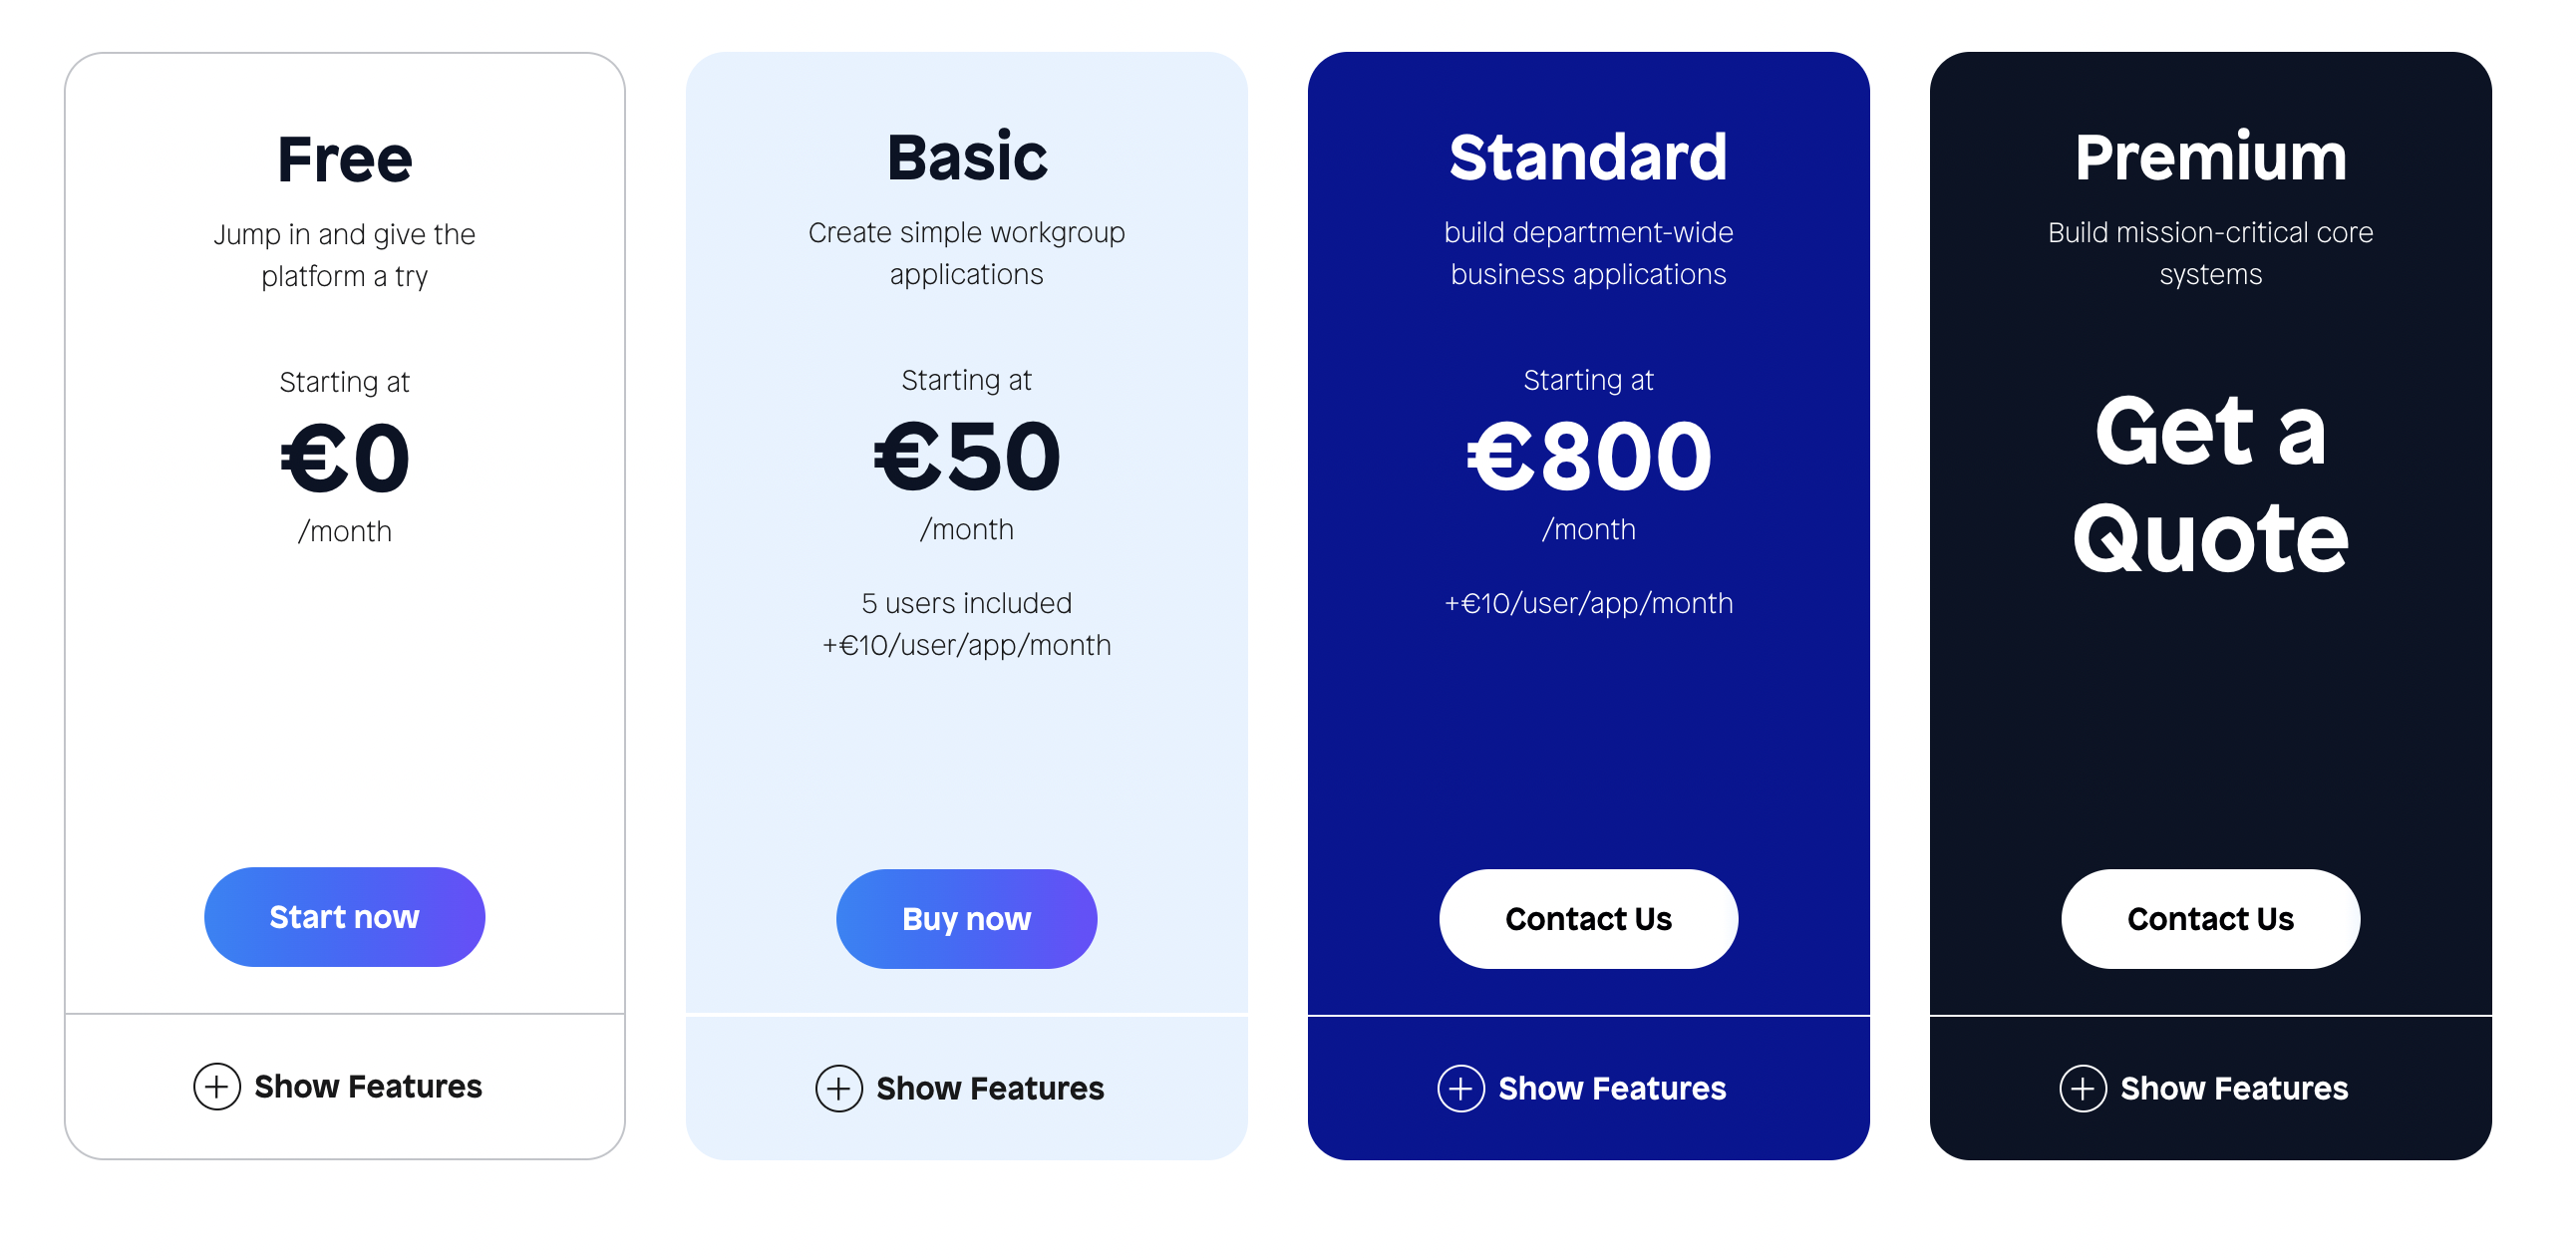 Free
Jump in and give the
platform a try
Starting at
€0
/month
Start now
Show Features
Basic
Create simple workgroup
applications
Starting at
€50
/month
5 users included
+€10/user/app/month
Buy now
Show Features
Standard
build department-wide
business applications
Starting at
€800
/month
+€10/user/app/month
Contact Us
Show Features
Premium
Build mission-critical core
systems
Get a
Quote
Contact Us
Show Features